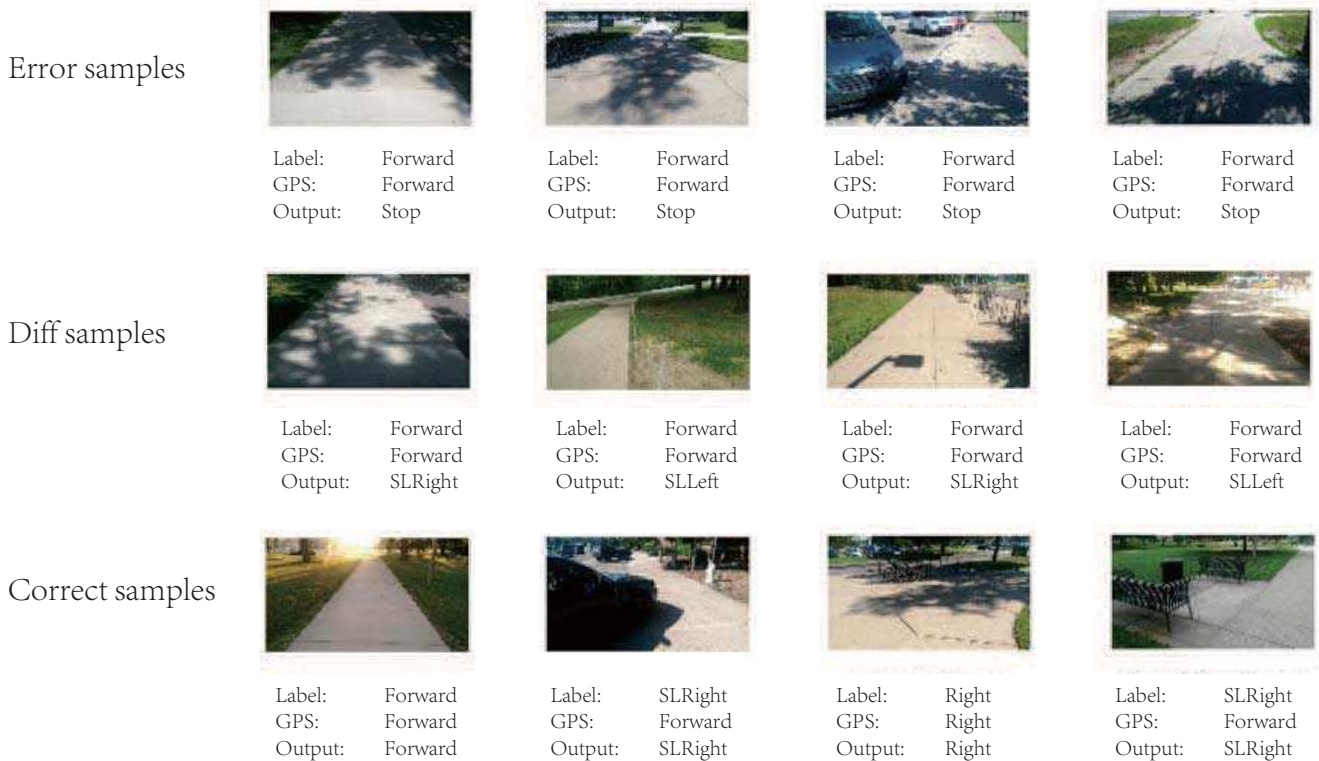 Error samples
Label: Forward Label: Forward Label: Forward Label: Forward
GPS: Forward GPS: Forward GPS: Forward GPS: Forward
Output: Stop Output: Stop Output: Stop Output: Stop
Diff samples
Label: Forward Label: Forward Label: Forward Label: Forward
GPS: Forward GPS: Forward GPS: Forward GPS: Forward
Output: SLRight Output: SLLeft Output: SLRight Output: SLLeft
Correct samples
Label: Forward Label: SLRight Label: Right Label: SLRight
GPS: Forward GPS: Forward GPS: Right GPS: Forward
Output: Forward Output: SLRight Output: Right Output: SLRight